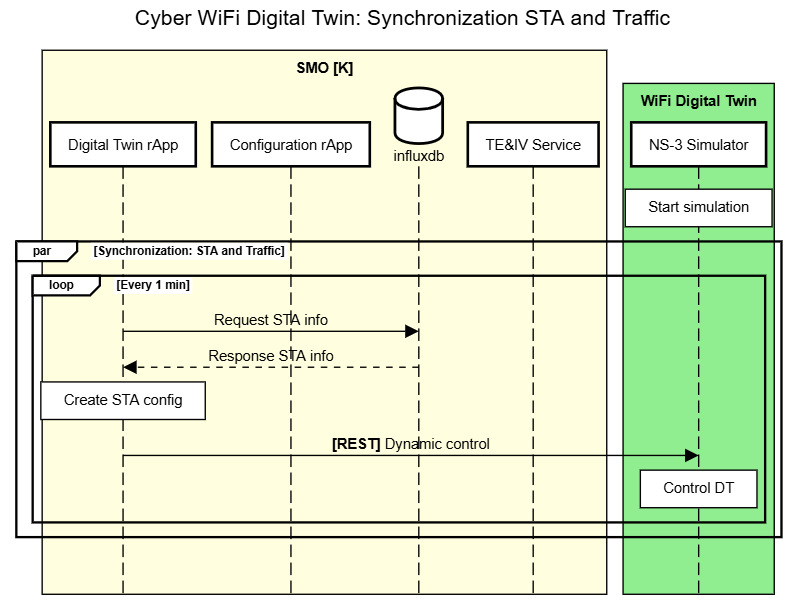 Cyber WiFi Digital Twin: Synchronization STA and Traffic
SMO [K]
WiFi Digital Twin
Digital Twin rApp
Configuration rApp
influxdb
TE&IV Service
NS-3 Simulator
Start simulation
par
[Synchronization: STA and Traffic]
loop
[Every 1 min]
Request STA info
Response STA info
Create STA config
[REST] Dynamic control
Control DT